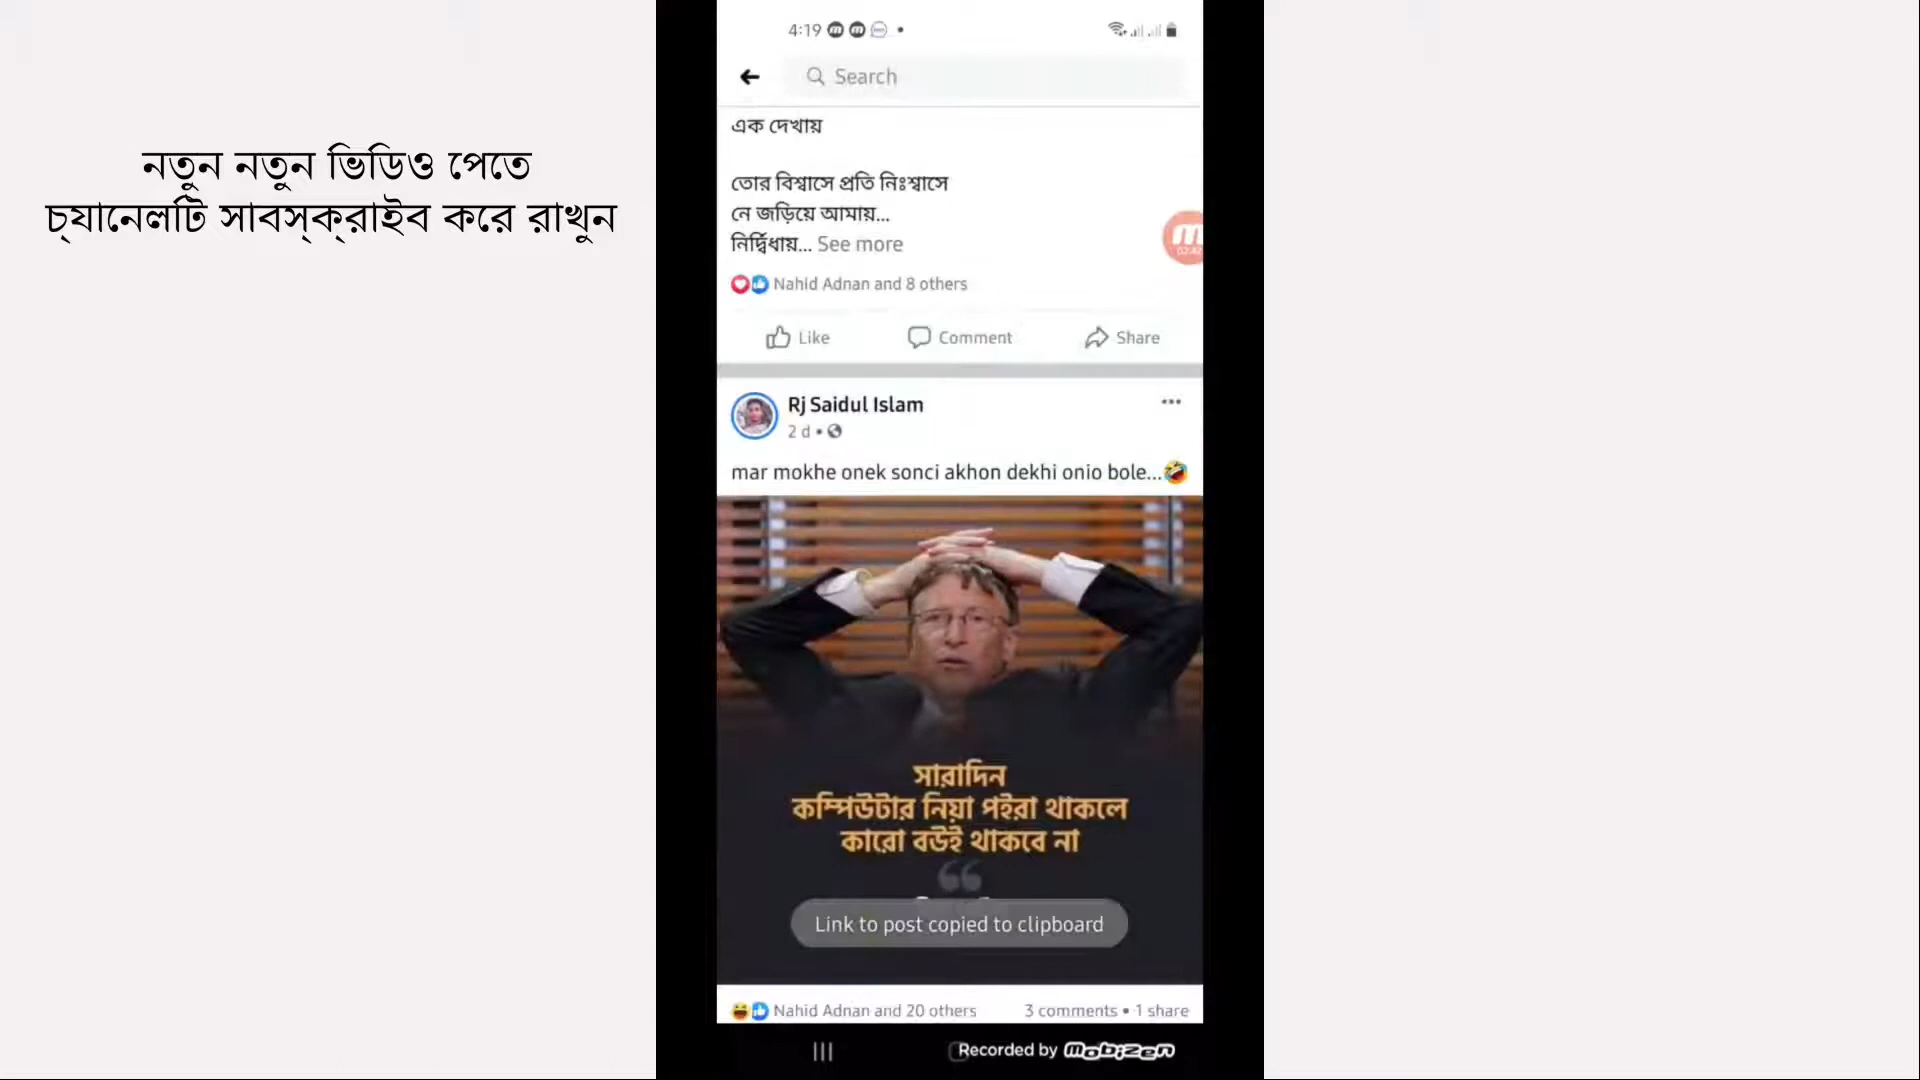 নতুন নতুন ভিডিও পেতে
চ্যানেলটি সাবস্ক্রাইব করে রাখুন
4:19
Search
এক দেখায়
তোর বিশ্বাসে প্রতি নিঃশ্বাসে
নে জড়িয়ে আমায়...
নির্দ্বিধায়... See more
Nahid Adnan and 8 others
Like Comment Share
Rj Saidul Islam
2 d
mar mokhe onek sonci akhon dekhi onio bole...🤣
সারাদিন
কম্পিউটার নিয়া পইরা থাকলে
কারো বউই থাকবে না
Link to post copied to clipboard
Nahid Adnan and 20 others 3 comments • 1 share
Recorded by Mobizen